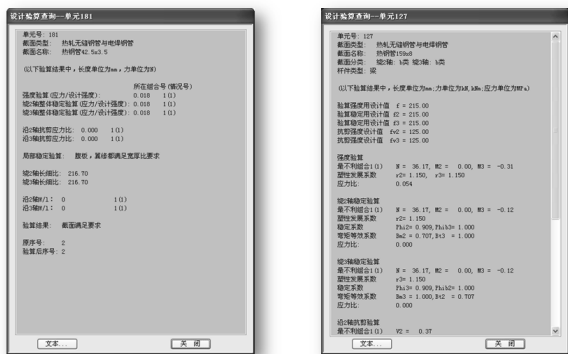 设计验算查询--单元181
单元号: 181
截面类型: 热轧无缝钢管与电焊钢管
截面名称: 热钢管42.5x3.5
(以下验算结果中，长度单位为mm，力单位为N)
所在组合号(情况号)
强度验算(应力/设计强度): 0.018 1(1)
绕2轴整体稳定验算(应力/设计强度): 0.018 1(1)
绕3轴整体稳定验算(应力/设计强度): 0.018 1(1)
沿2轴抗剪应力比: 0.000 1(1)
沿3轴抗剪应力比: 0.000 1(1)
局部稳定验算: 腹板，翼缘都满足宽厚比要求
绕2轴长细比: 216.70
绕3轴长细比: 216.70
沿2轴W/l: 0 1(1)
沿3轴W/l: 0 1(1)
验算结果: 截面满足要求
原序号: 2
验算后序号: 2
文本...
关 闭
设计验算查询--单元127
单元号: 127
截面类型: 热轧无缝钢管与电焊钢管
截面名称: 热钢管159x8
截面分类: 绕2轴: b类 绕3轴: b类
杆件类型: 梁
(以下验算结果中，长度单位为mm;力单位为kN,kNm;应力单位为MPa)
验算强度用设计值 f = 215.00
验算稳定用设计值 f2 = 215.00
验算稳定用设计值 f3 = 215.00
抗剪强度设计值 fv2 = 125.00
抗剪强度设计值 fv3 = 125.00
强度验算
最不利组合1(1) N = 36.17, M2 = 0.00, M3 = -0.31
塑性发展系数 r2= 1.150, r3= 1.150
应力比: 0.054
绕2轴稳定验算
最不利组合1(1) N = 36.17, M2 = 0.00, M3 = -0.12
塑性发展系数 r2= 1.150
稳定系数 Fhi2= 0.909,Fhib3= 1.000
弯矩等效系数 Bm2 = 0.707,Bt3 = 1.000
应力比: 0.000
绕3轴稳定验算
最不利组合1(1) N = 36.17, M2 = 0.00, M3 = -0.12
塑性发展系数 r3= 1.150
稳定系数 Fhi3= 0.909,Fhib2= 1.000
弯矩等效系数 Bm3 = 1.000,Bt2 = 0.707
应力比: 0.000
沿2轴抗剪验算
最不利组合1(1) V2 = 0.37
文本...
关 闭